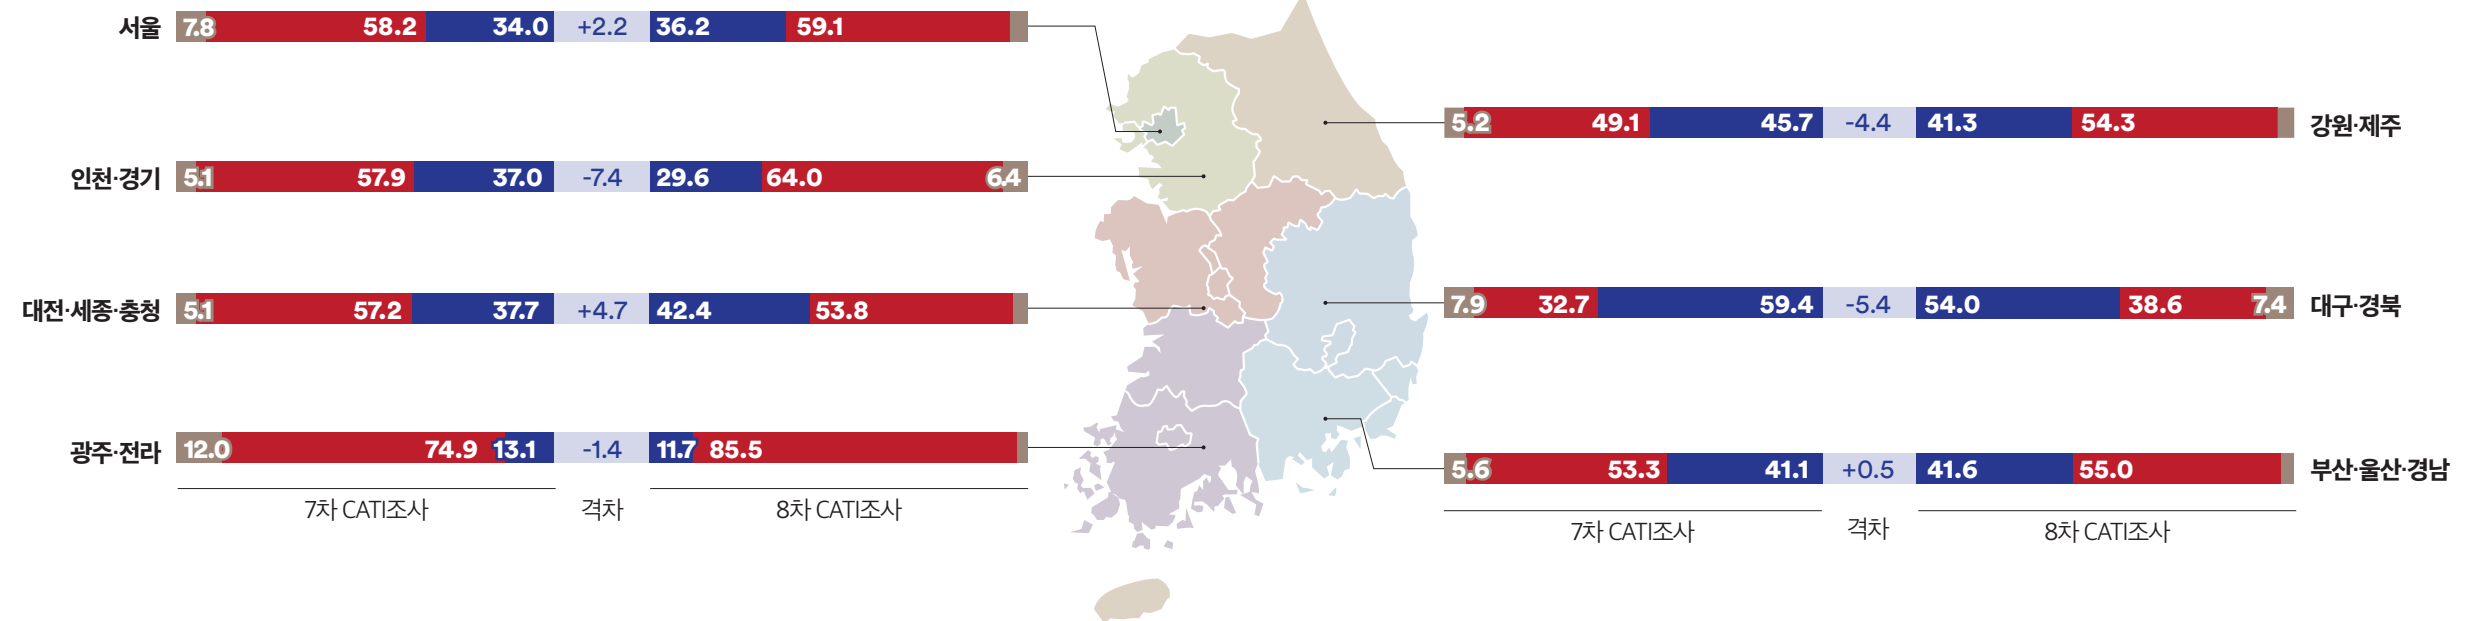 서울 7.8 58.2 34.0 +2.2 36.2 59.1
인천·경기 5.1 57.9 37.0 -7.4 29.6 64.0 6.4
대전·세종·충청 5.1 57.2 37.7 +4.7 42.4 53.8
광주·전라 12.0 74.9 13.1 -1.4 11.7 85.5
7차 CATI조사 격차 8차 CATI조사
5.2 49.1 45.7 -4.4 41.3 54.3 강원·제주
7.9 32.7 59.4 -5.4 54.0 38.6 7.4 대구·경북
5.6 53.3 41.1 +0.5 41.6 55.0 부산·울산·경남
7차 CATI조사 격차 8차 CATI조사